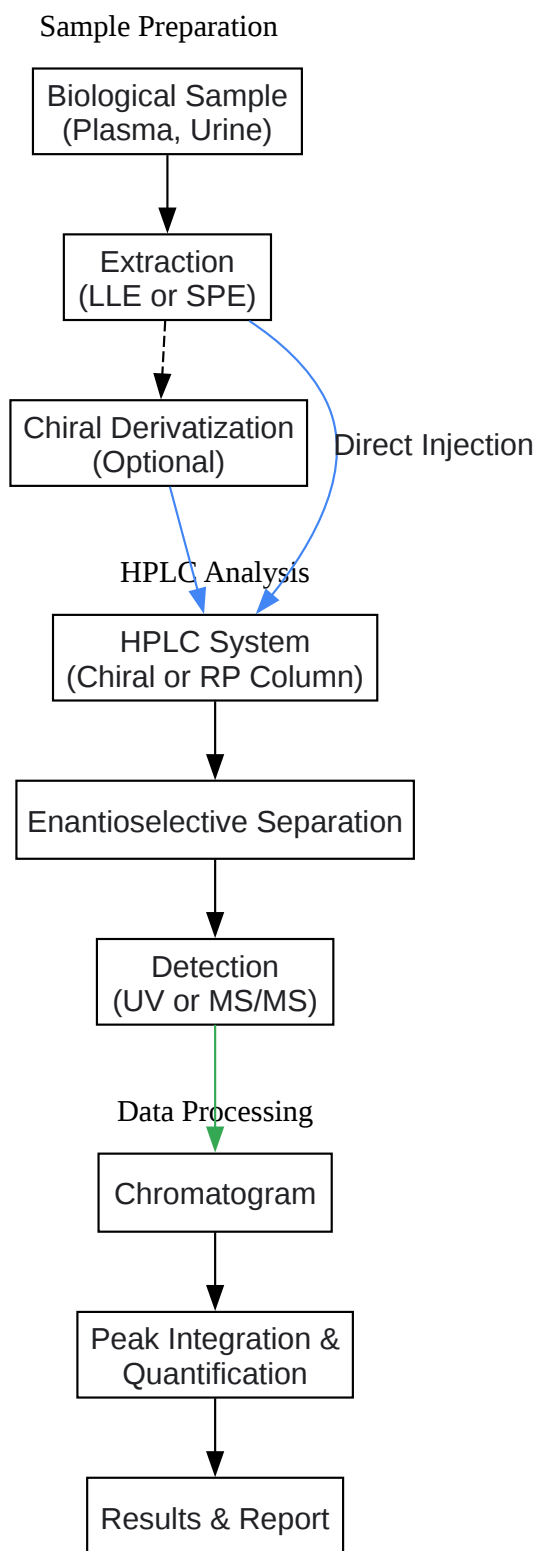 Sample Preparation
Biological Sample
(Plasma, Urine)
Extraction
(LLE or SPE)
Chiral Derivatization
(Optional)
Direct Injection
HPLC Analysis
HPLC System
(Chiral or RP Column)
Enantioselective Separation
Detection
(UV or MS/MS)
Data Processing
Chromatogram
Peak Integration &
Quantification
Results & Report